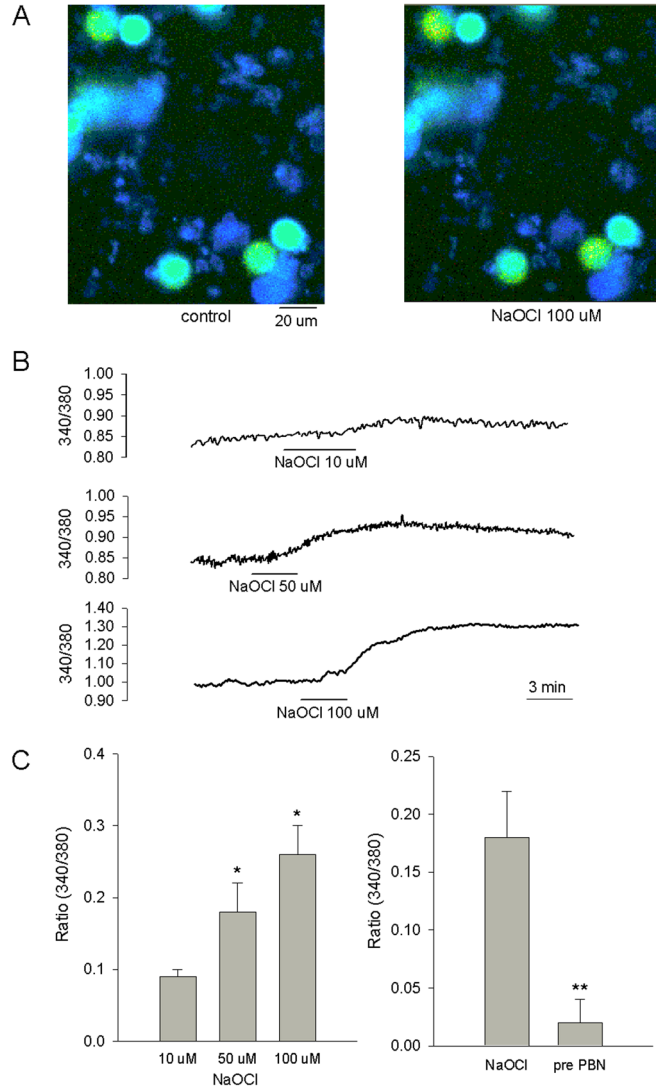 A
control
20 um
NaOCl 100 uM
B
340/380
1.00
0.95
0.90
0.85
0.80
NaOCl 10 uM
340/380
1.00
0.95
0.90
0.85
0.80
NaOCl 50 uM
340/380
1.40
1.30
1.20
1.10
1.00
0.90
NaOCl 100 uM
3 min
C
Ratio (340/380)
0.4
0.3
0.2
0.1
0.0
*
*
10 uM 50 uM 100 uM
NaOCl
Ratio (340/380)
0.25
0.20
0.15
0.10
0.05
0.00
**
NaOCl pre PBN